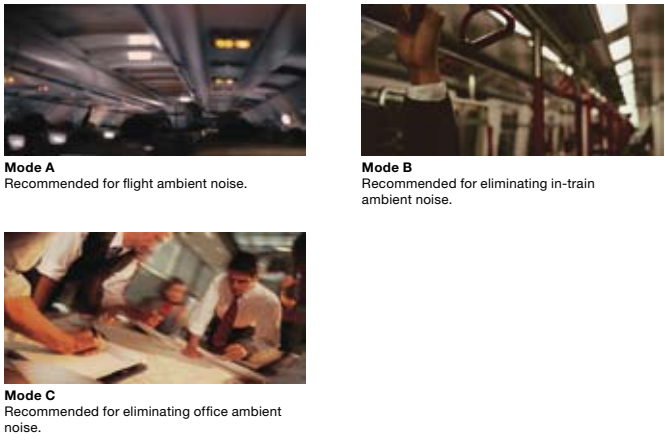 Mode A
Recommended for flight ambient noise.
Mode B
Recommended for eliminating in-train
ambient noise.
Mode C
Recommended for eliminating office ambient
noise.